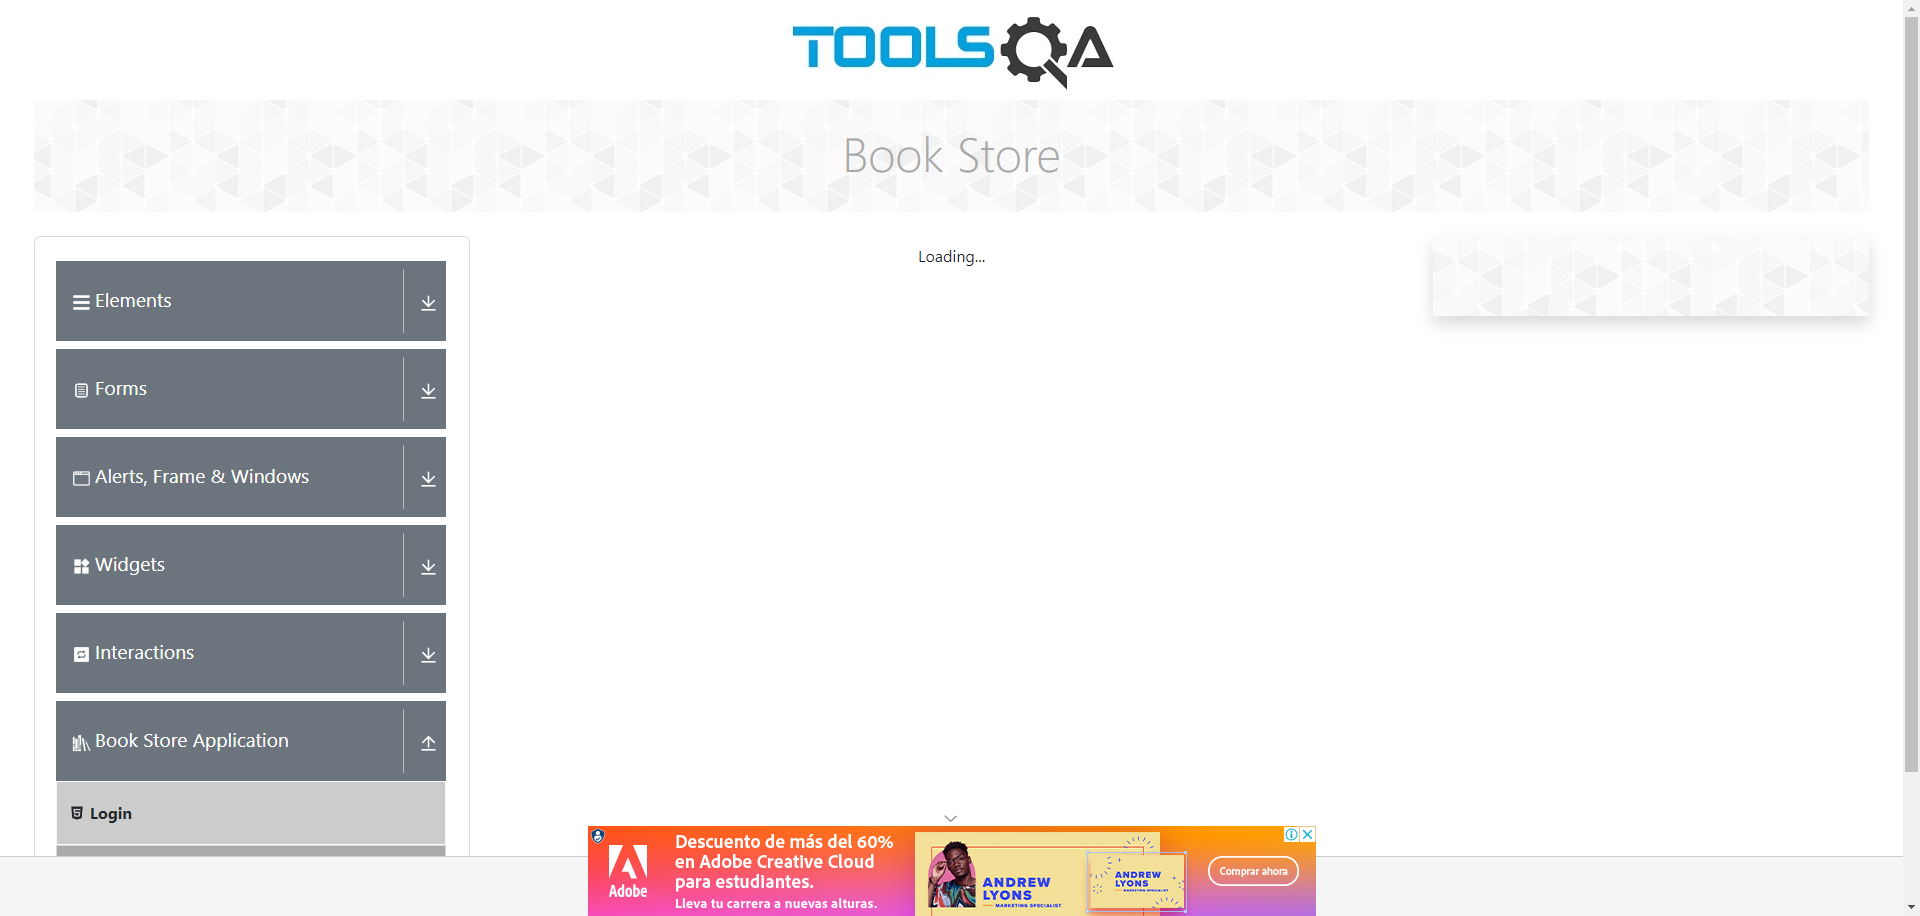 TOOLSQA
Book Store
Elements
Forms
Alerts, Frame & Windows
Widgets
Interactions
Book Store Application
Login
Loading...
Adobe
Descuento de más del 60%
en Adobe Creative Cloud
para estudiantes.
Lleva tu carrera a nuevas alturas.
ANDREW
LYONS
MARKETING SPECIALIST
ANDREW
LYONS
MARKETING SPECIALIST
Comprar ahora